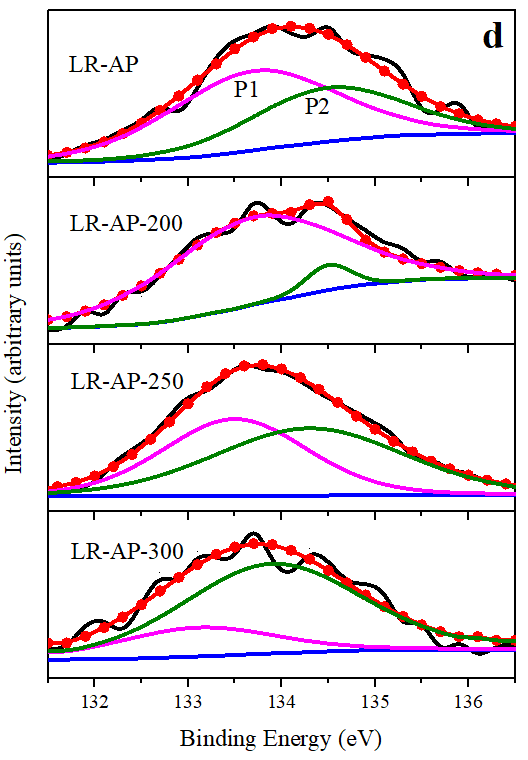 d
LR-AP
P1
P2
LR-AP-200
LR-AP-250
LR-AP-300
Intensity (arbitrary units)
132 133 134 135 136
Binding Energy (eV)